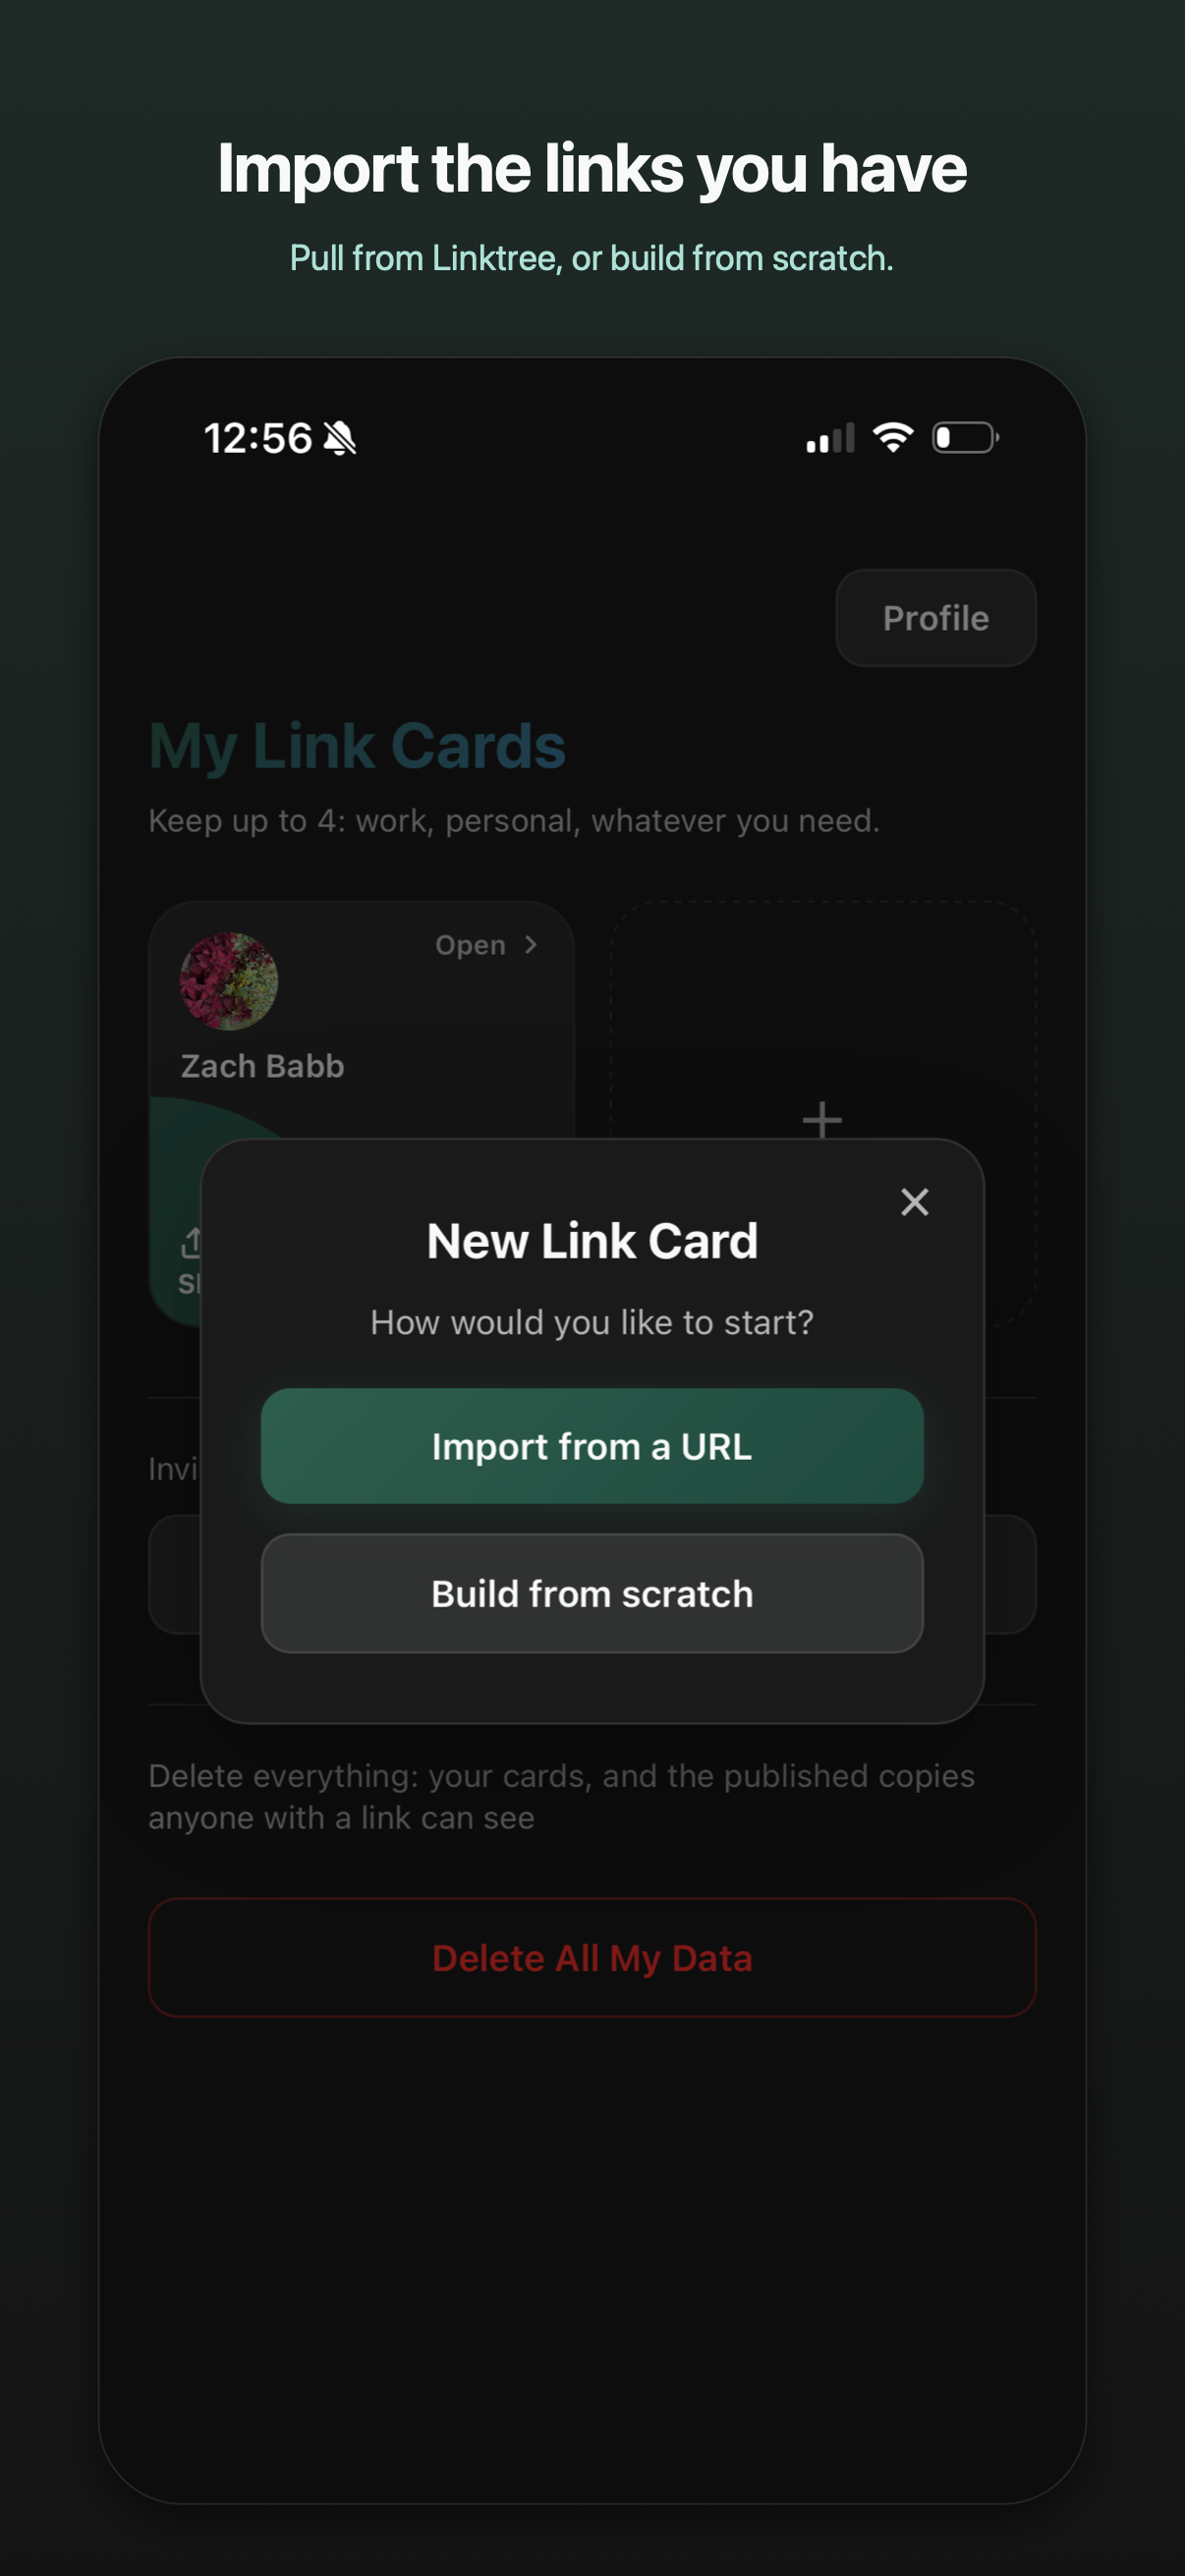 Import the links you have
Pull from Linktree, or build from scratch.
12:56
Profile
My Link Cards
Keep up to 4: work, personal, whatever you need.
Open
Zach Babb
New Link Card
How would you like to start?
Import from a URL
Build from scratch
Delete everything: your cards, and the published copies
anyone with a link can see
Delete All My Data